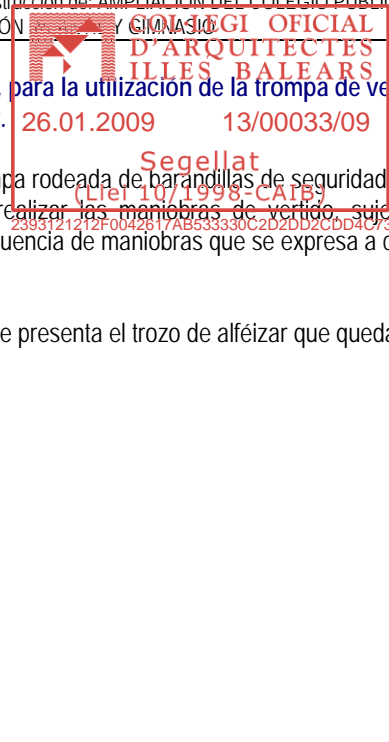 strucción de: AMPLIACIÓN DEL COLEGIO PÚBLIC
ÓN Y GIMNASIO
COL·LEGI OFICIAL
D'ARQUITECTES
ILLES BALEARS
, para la utilización de la trompa de ve
.
26.01.2009 13/00033/09
Segellat
(Llei 10/1998-CAIB)
2393121212F0042617AB533330C2D2DD2CDD4C73
pa rodeada de barandillas de seguridad
realizar las maniobras de vertido, suje
uencia de maniobras que se expresa a c
e presenta el trozo de alféizar que queda